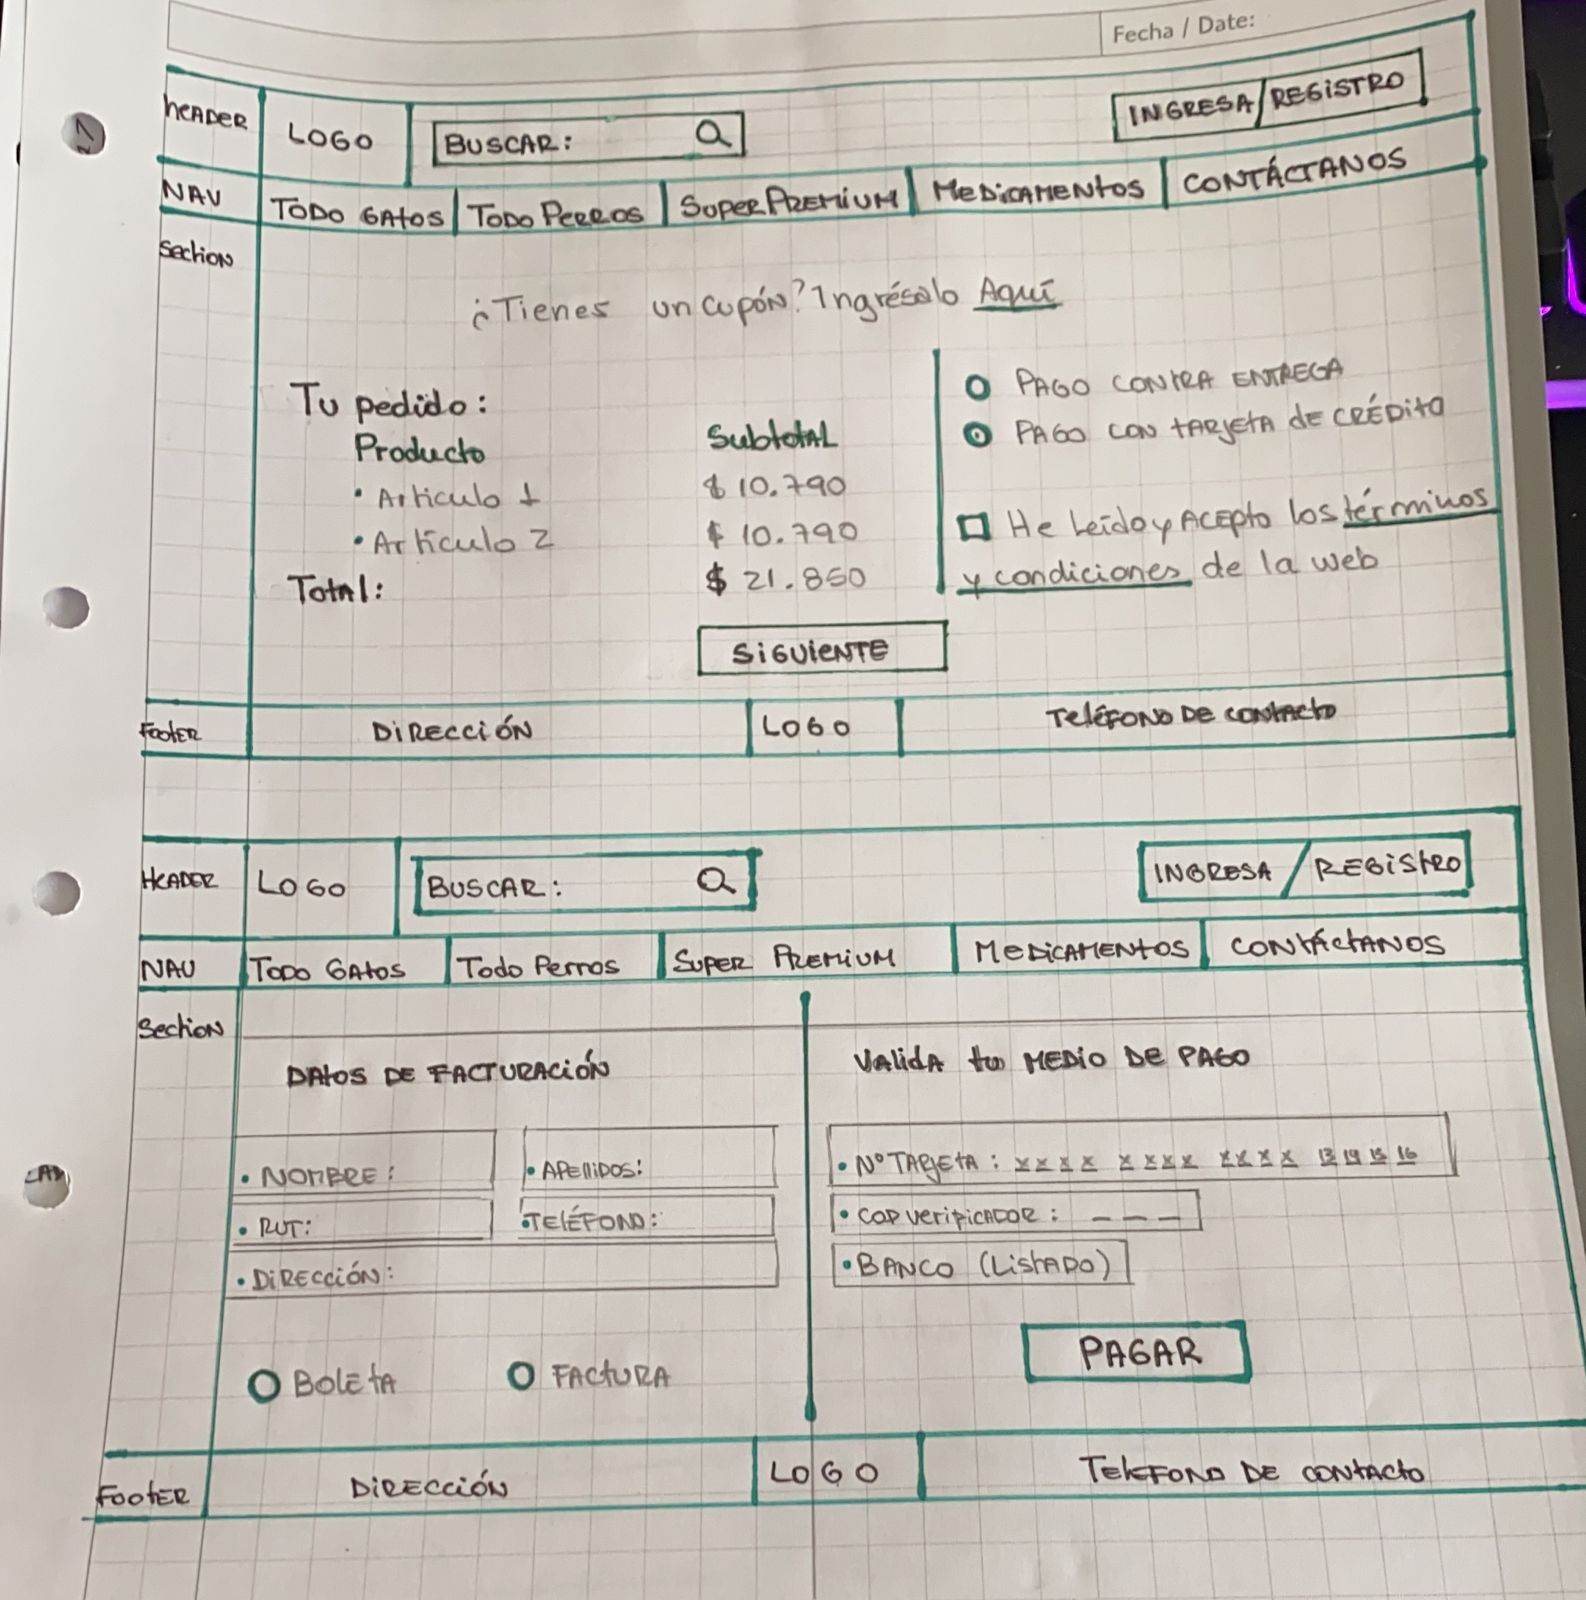 Fecha / Date:
HEADER LOGO BUSCAR: INGRESA/REGISTRO
NAV TODO GATOS TODO PERROS SUPER PREMIUM MEDICAMENTOS CONTÁCTANOS
Section
¿Tienes un cupón? Ingrésalo Aquí
Tu pedido:
Producto Subtotal
• Articulo 1 $ 10.790
• Artículo 2 $ 10.790
Total: $ 21.850
PAGO CONTRA ENTREGA
PAGO CON TARJETA DE CRÉDITO
He Leído y Acepto los términos
y condiciones de la web
SIGUIENTE
Footer DIRECCIÓN LOGO TELÉFONO DE CONTACTO
HEADER LOGO BUSCAR: INGRESA / REGISTRO
NAV TODO GATOS Todo Perros SUPER PREMIUM MEDICAMENTOS CONTÁCTANOS
Section
DATOS DE FACTURACIÓN
• NOMBRE: • APELLIDOS:
• RUT: • TELÉFONO:
• DIRECCIÓN:
BOLETA FACTURA
VALIDA tu MEDIO DE PAGO
• N° TARJETA: x x x x x x x x x x x x 13 14 15 16
• COD VERIFICADOR: _ _ _
• BANCO (LISTADO)
PAGAR
FOOTER DIRECCIÓN LOGO TELEFONO DE CONTACTO